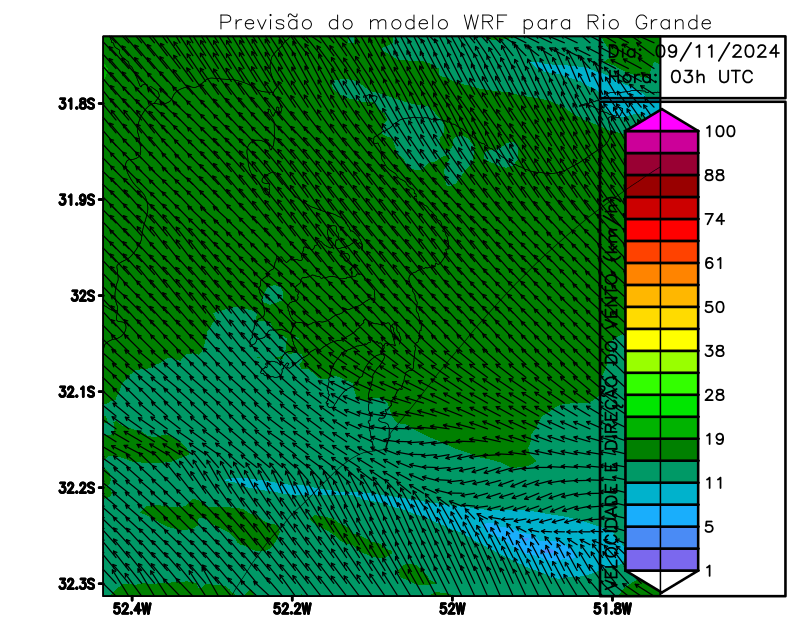 Previsão do modelo WRF para Rio Grande
Dia: 09/11/2024
Hora: 03h UTC
31.8S
31.9S
32S
32.1S
32.2S
32.3S
52.4W
52.2W
52W
51.8W
VELOCIDADE E DIREÇÃO DO VENTO (km/h)
100
88
74
61
50
38
28
19
11
5
1